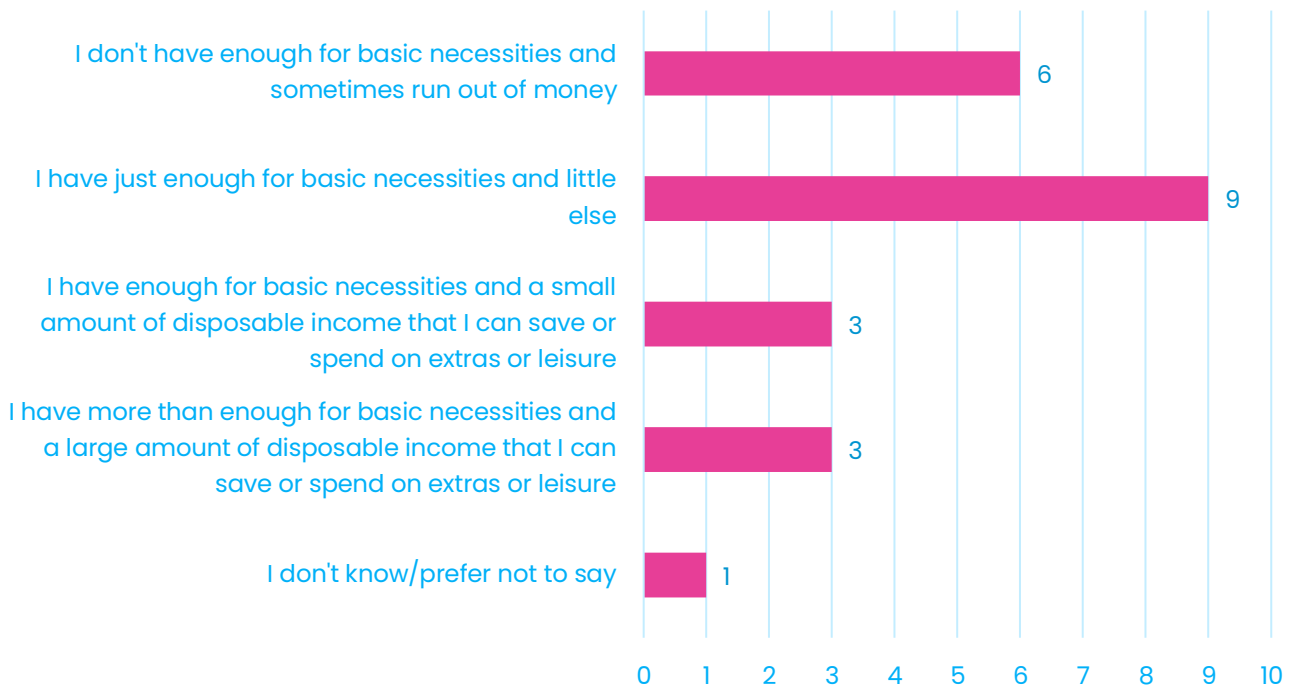 I don't have enough for basic necessities and
sometimes run out of money
6
I have just enough for basic necessities and little
else
9
I have enough for basic necessities and a small
amount of disposable income that I can save or
spend on extras or leisure
3
I have more than enough for basic necessities and
a large amount of disposable income that I can
save or spend on extras or leisure
3
I don't know/prefer not to say
1
0 1 2 3 4 5 6 7 8 9 10